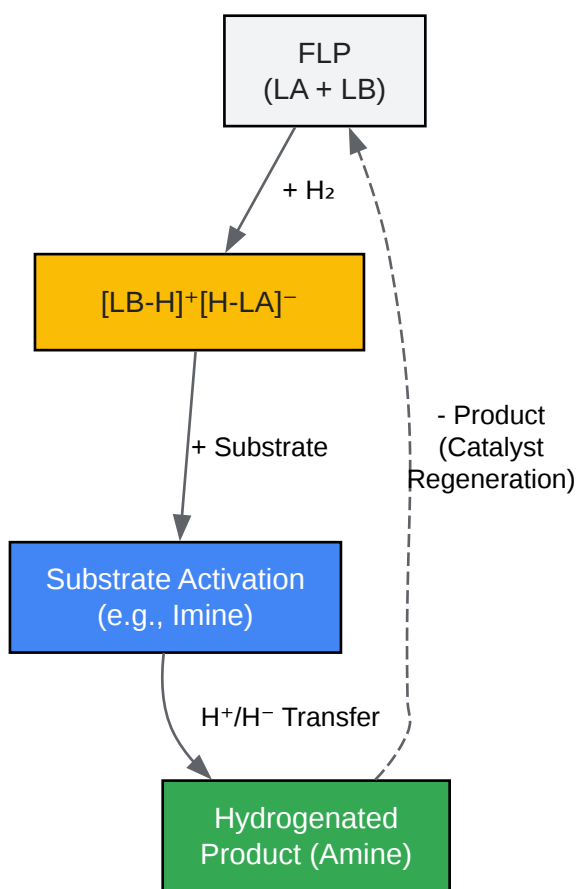 FLP
(LA + LB)
+ H₂
[LB-H]⁺[H-LA]⁻
- Product
(Catalyst
Regeneration)
+ Substrate
Substrate Activation
(e.g., Imine)
H⁺/H⁻ Transfer
Hydrogenated
Product (Amine)